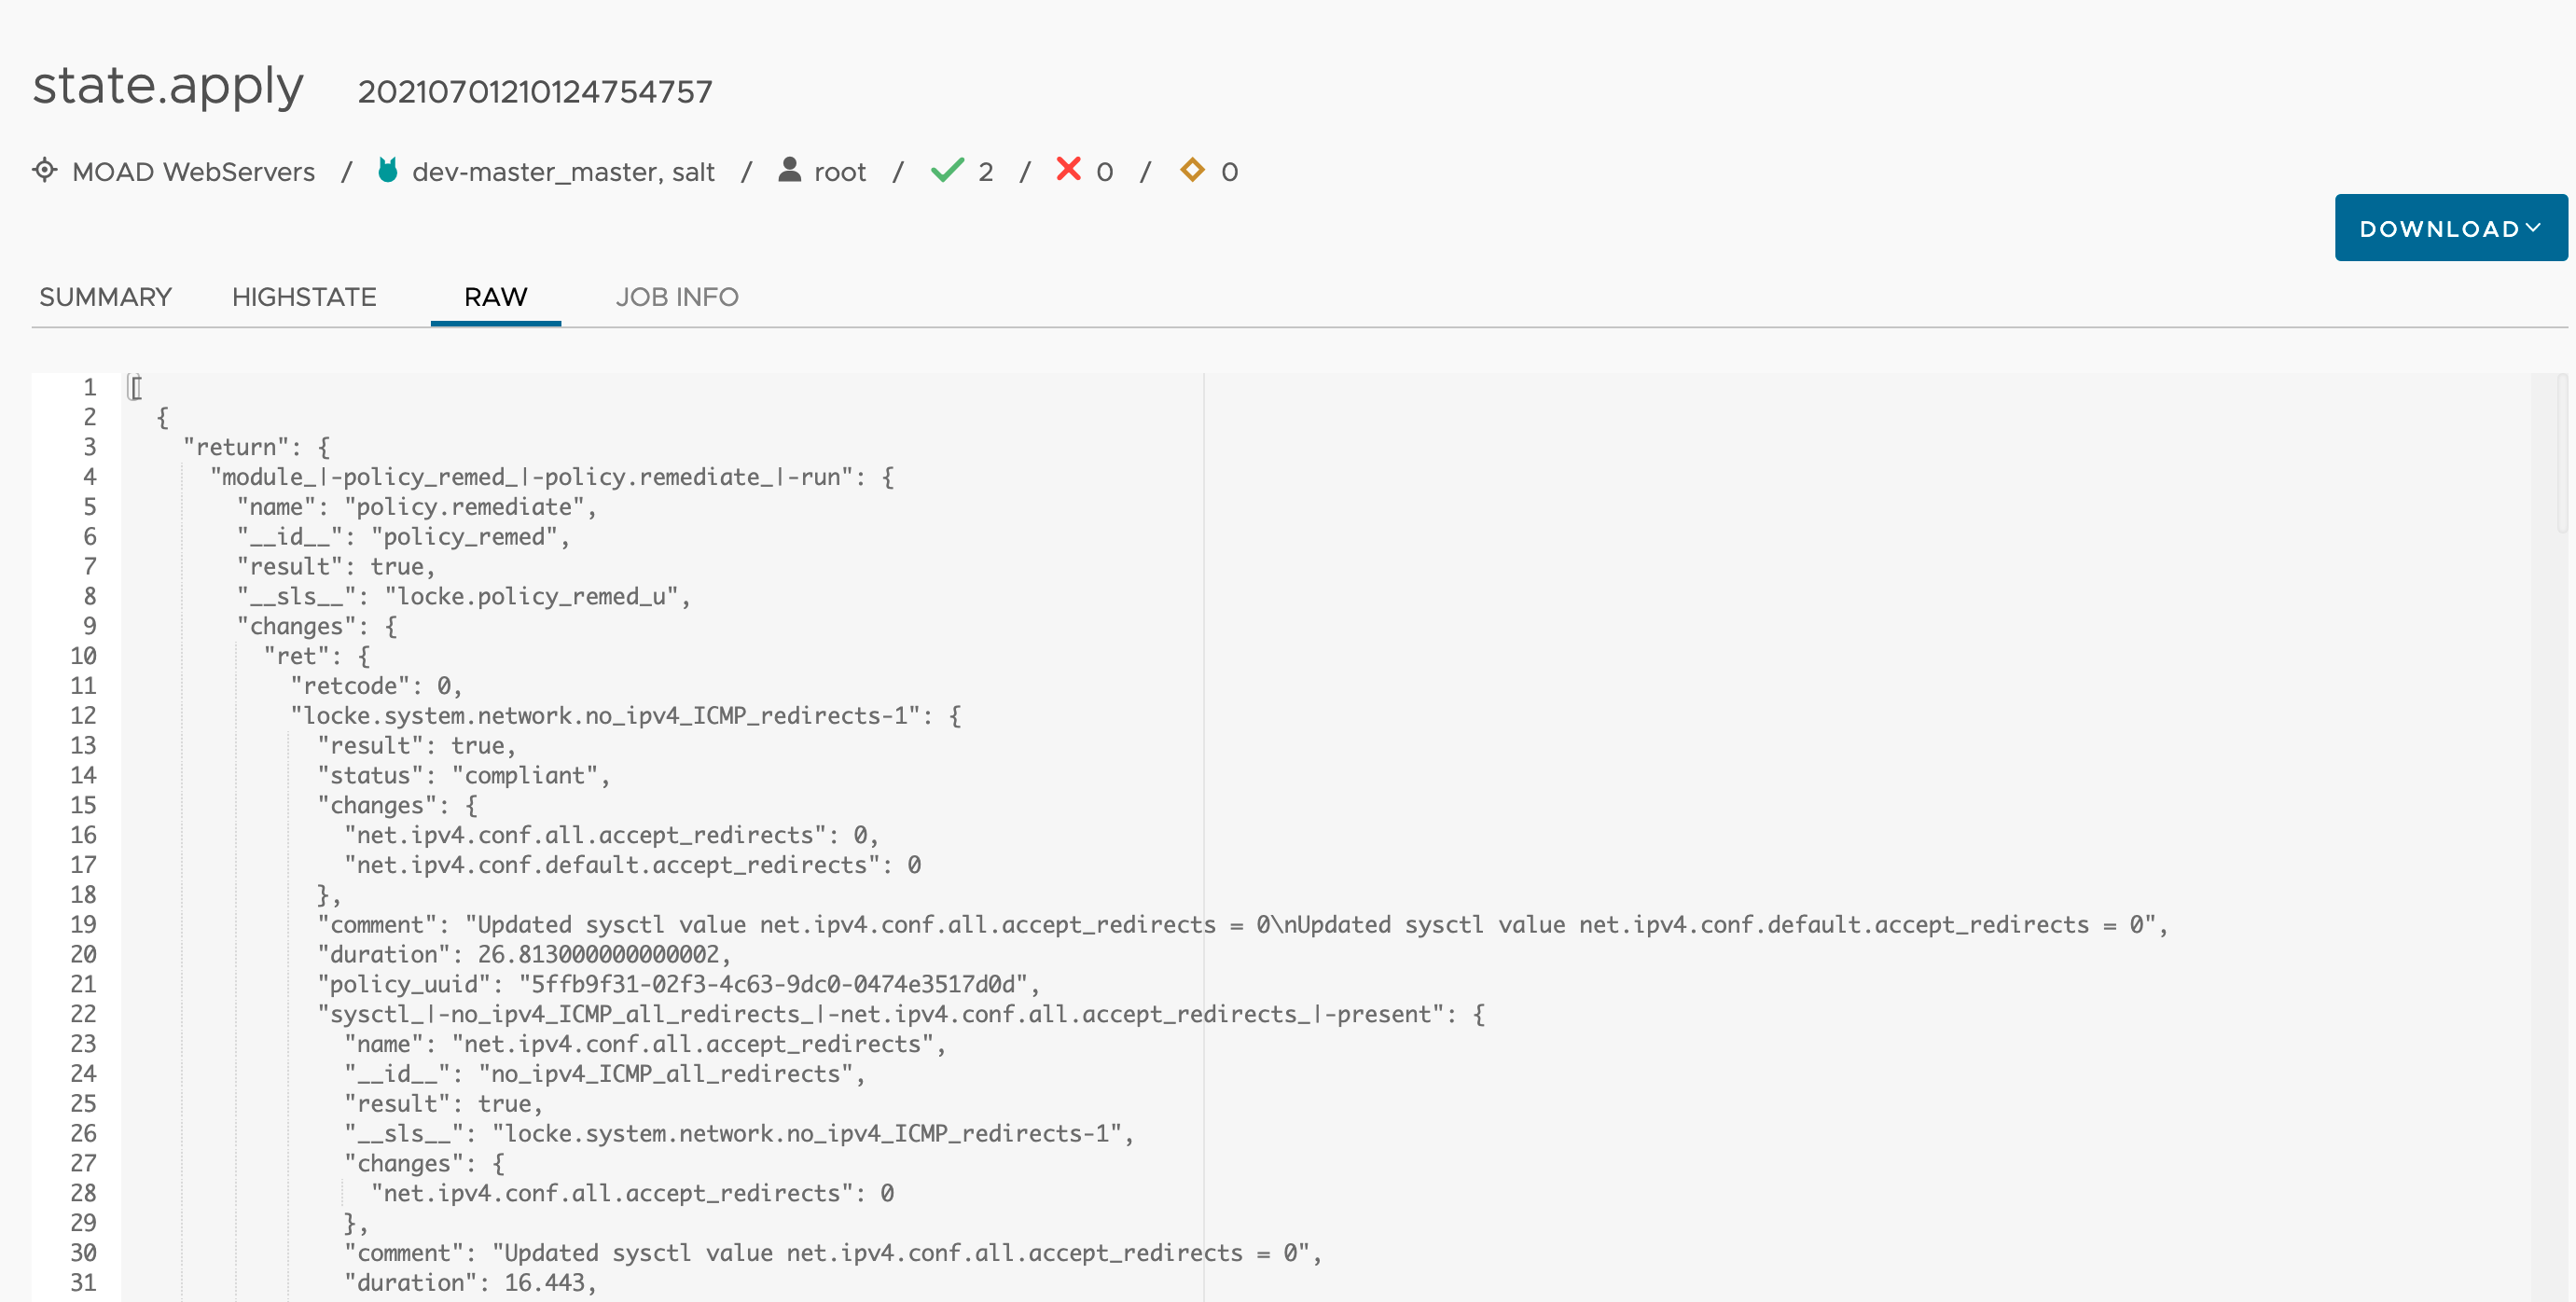 state.apply 20210701210124754757
MOAD WebServers / dev-master_master, salt / root / 2 / 0 / 0
DOWNLOAD
SUMMARY HIGHSTATE RAW JOB INFO
1 [
2   {
3     "return": {
4       "module_|-policy_remed_|-policy.remediate_|-run": {
5         "name": "policy.remediate",
6         "__id__": "policy_remed",
7         "result": true,
8         "__sls__": "locke.policy_remed_u",
9         "changes": {
10           "ret": {
11             "retcode": 0,
12             "locke.system.network.no_ipv4_ICMP_redirects-1": {
13               "result": true,
14               "status": "compliant",
15               "changes": {
16                 "net.ipv4.conf.all.accept_redirects": 0,
17                 "net.ipv4.conf.default.accept_redirects": 0
18               },
19               "comment": "Updated sysctl value net.ipv4.conf.all.accept_redirects = 0\nUpdated sysctl value net.ipv4.conf.default.accept_redirects = 0",
20               "duration": 26.813000000000002,
21               "policy_uuid": "5ffb9f31-02f3-4c63-9dc0-0474e3517d0d",
22               "sysctl_|-no_ipv4_ICMP_all_redirects_|-net.ipv4.conf.all.accept_redirects_|-present": {
23                 "name": "net.ipv4.conf.all.accept_redirects",
24                 "__id__": "no_ipv4_ICMP_all_redirects",
25                 "result": true,
26                 "__sls__": "locke.system.network.no_ipv4_ICMP_redirects-1",
27                 "changes": {
28                   "net.ipv4.conf.all.accept_redirects": 0
29                 },
30                 "comment": "Updated sysctl value net.ipv4.conf.all.accept_redirects = 0",
31                 "duration": 16.443,